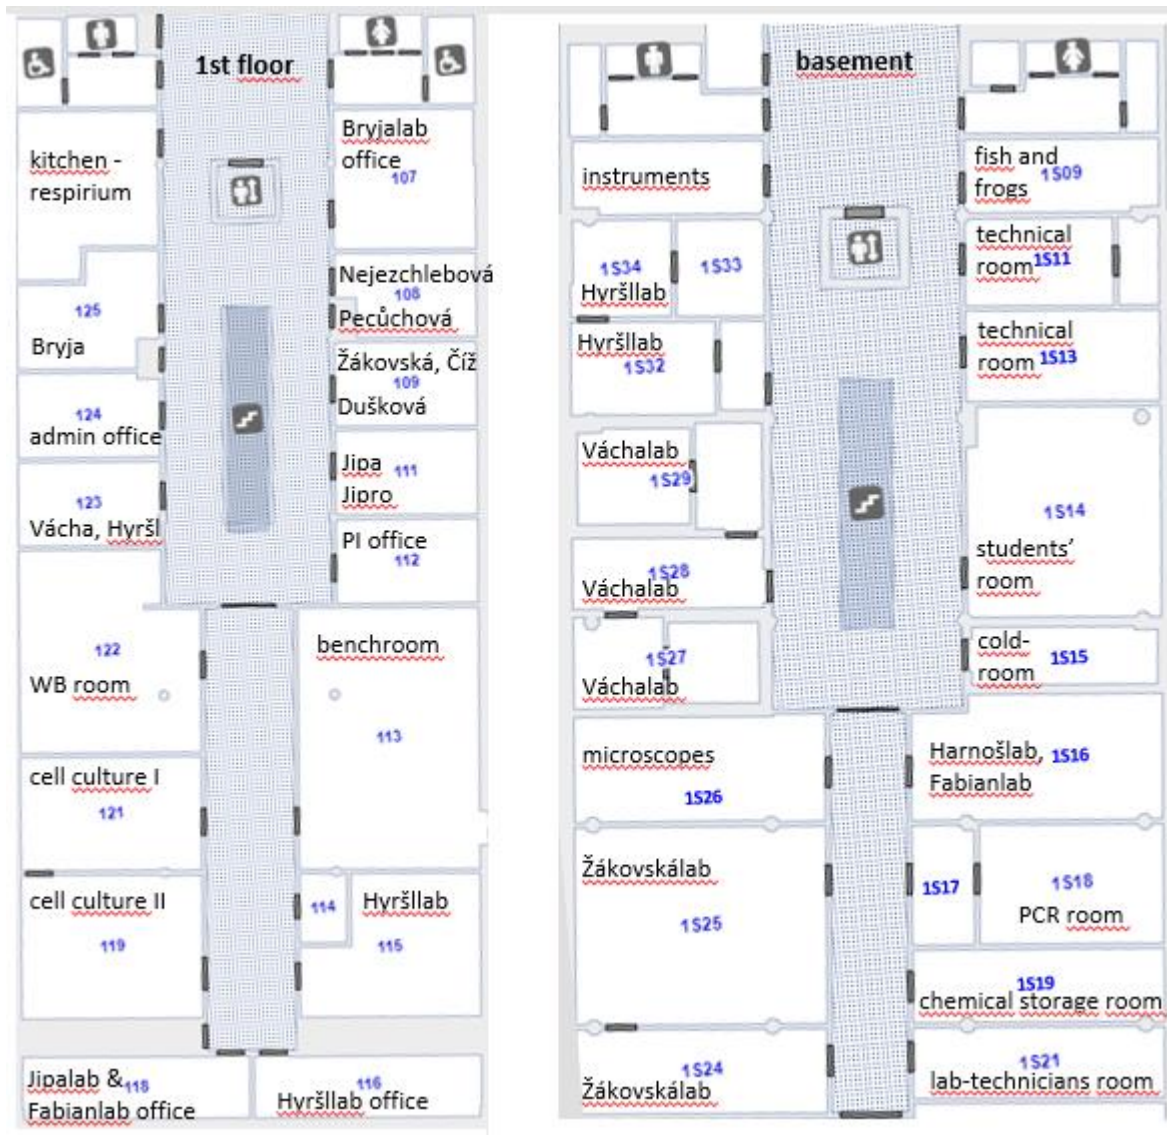 1st floor
kitchen -
respirium
Bryjalab
office
107
125
Bryja
Nejezchlebová
108
Pecůchová
Žákovská, Číž
109
Dušková
124
admin office
Jipa 111
Jipro
123
Vácha, Hyršl
PI office
112
122
WB room
benchroom
113
cell culture I
121
cell culture II
119
114
Hyršllab
115
Jipalab & 118
Fabianlab office
116
Hyršllab office
basement
instruments
fish and
1S09
frogs
1S34
Hyršllab
1S33
technical
room 1S11
Hyršllab
1S32
technical
room 1S13
Váchalab
1S29
1S14
students’
room
1S28
Váchalab
1S27
Váchalab
cold-
room
1S15
microscopes
1S26
Harnošlab, 1S16
Fabianlab
Žákovskálab
1S25
1S17
1S18
PCR room
1S19
chemical storage room
1S24
Žákovskálab
1S21
lab-technicians room